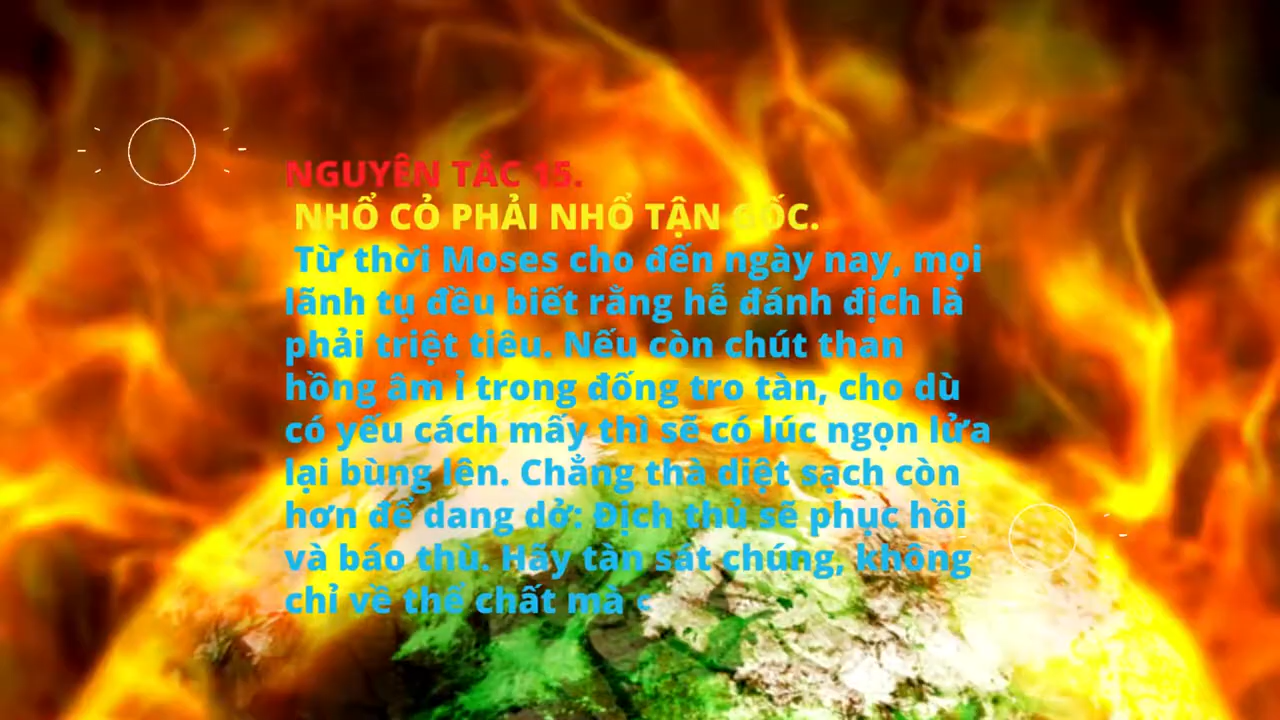 NGUYÊN TẮC 15.
NHỔ CỎ PHẢI NHỔ TẬN GỐC.
Từ thời Moses cho đến ngày nay, mọi
lãnh tụ đều biết rằng hễ đánh địch là
phải triệt tiêu. Nếu còn chút than
hồng âm ỉ trong đống tro tàn, cho dù
có yếu cách mấy thì sẽ có lúc ngọn lửa
lại bùng lên. Chẳng thà diệt sạch còn
hơn để dang dở: Địch thủ sẽ phục hồi
và báo thù. Hãy tàn sát chúng, không
chỉ về thể chất mà c